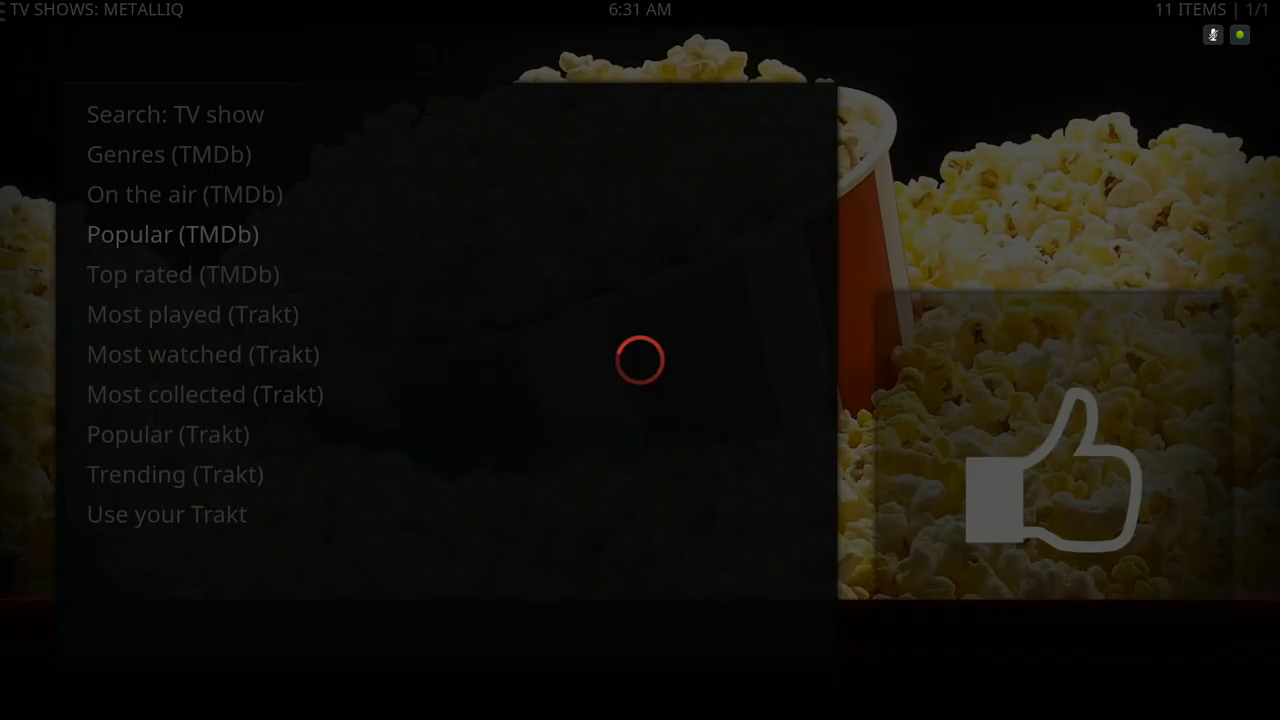 TV SHOWS: METALLIQ
6:31 AM
11 ITEMS | 1/1
Search: TV show
Genres (TMDb)
On the air (TMDb)
Popular (TMDb)
Top rated (TMDb)
Most played (Trakt)
Most watched (Trakt)
Most collected (Trakt)
Popular (Trakt)
Trending (Trakt)
Use your Trakt